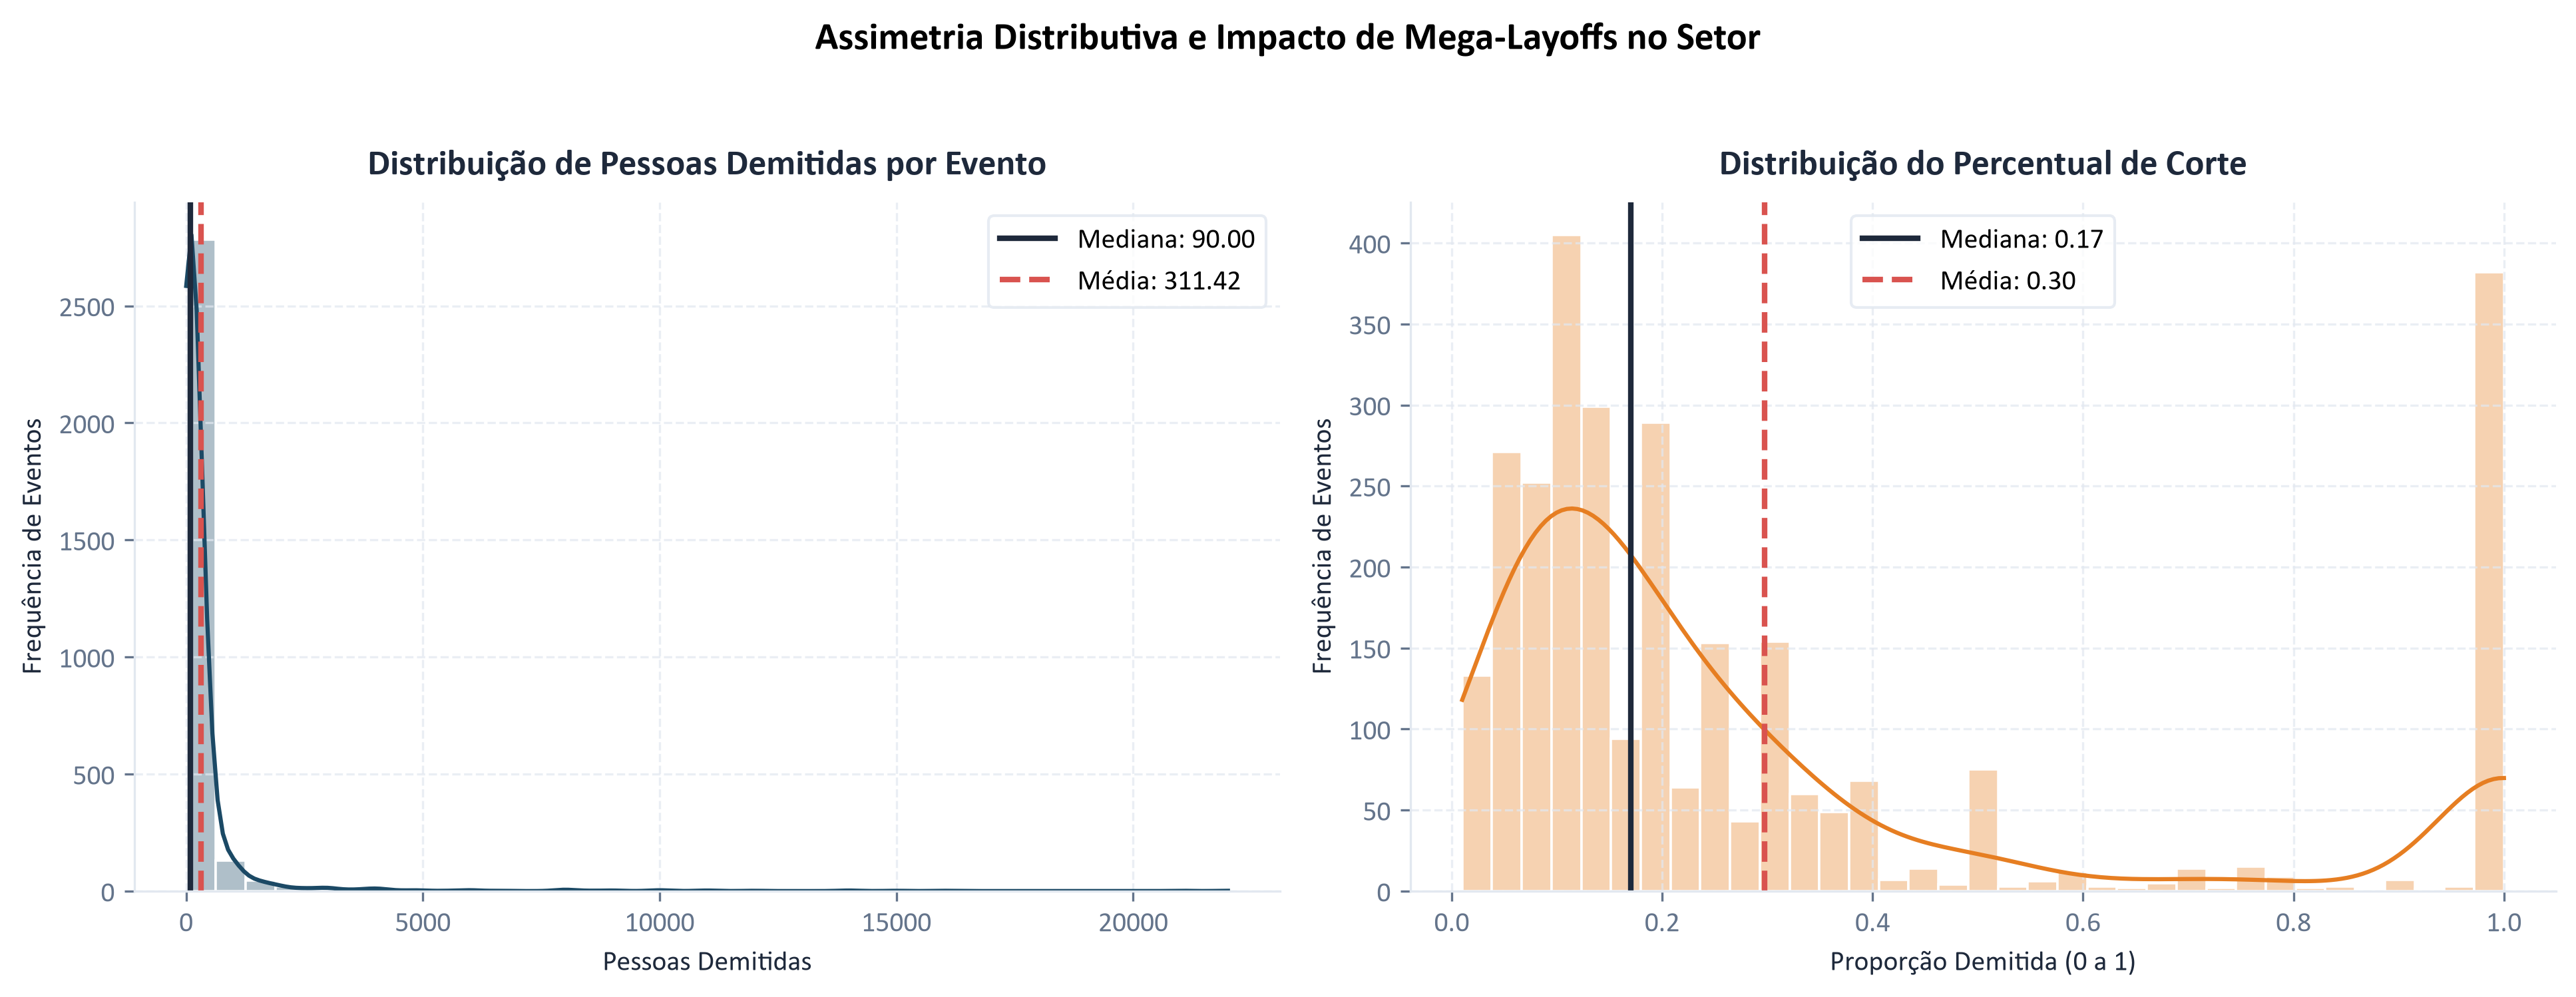 Assimetria Distributiva e Impacto de Mega-Layoffs no Setor
Distribuição de Pessoas Demitidas por Evento
Mediana: 90.00
Média: 311.42
Frequência de Eventos
2500
2000
1500
1000
500
0
0 5000 10000 15000 20000
Pessoas Demitidas
Distribuição do Percentual de Corte
Mediana: 0.17
Média: 0.30
Frequência de Eventos
400
350
300
250
200
150
100
50
0
0.0 0.2 0.4 0.6 0.8 1.0
Proporção Demitida (0 a 1)